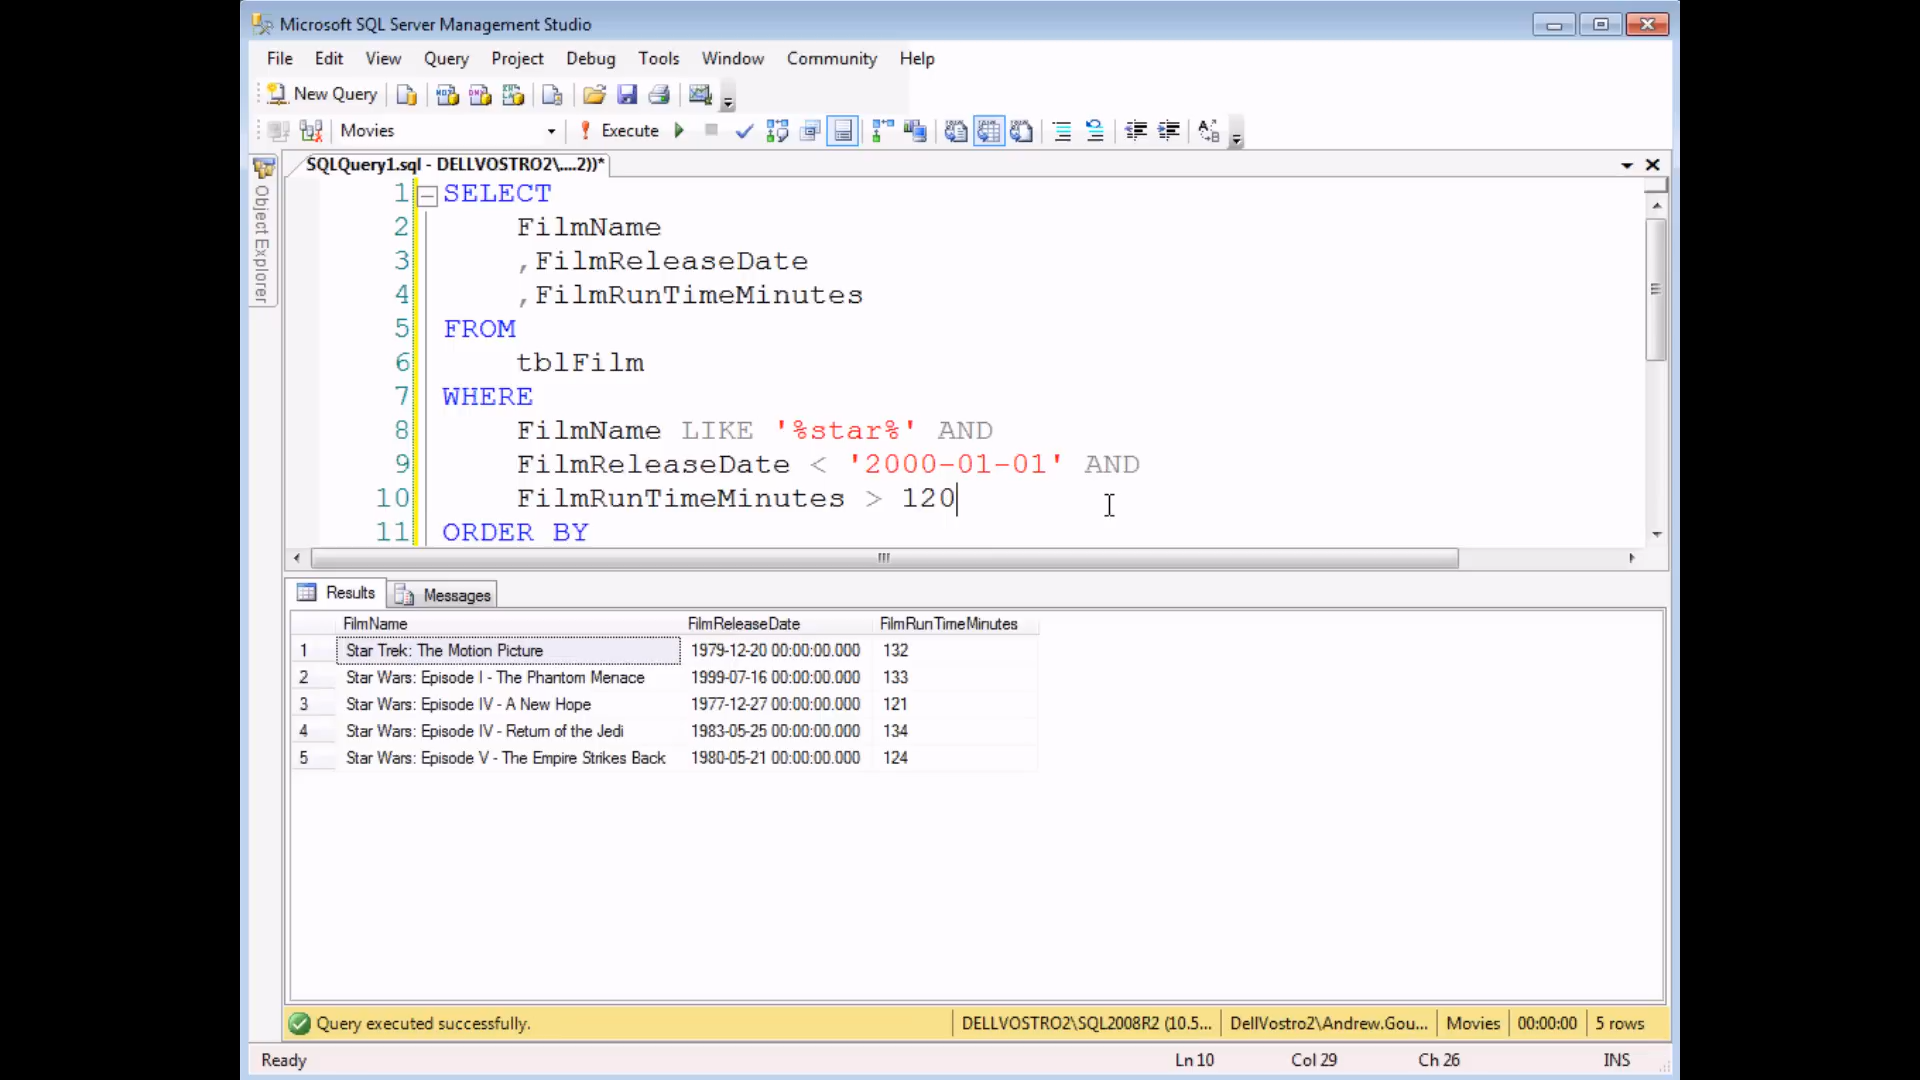 Microsoft SQL Server Management Studio
File Edit View Query Project Debug Tools Window Community Help
New Query
Movies Execute
SQLQuery1.sql - DELLVOSTRO2\....2))*
Object Explorer
1 SELECT
2 FilmName
3 ,FilmReleaseDate
4 ,FilmRunTimeMinutes
5 FROM
6 tblFilm
7 WHERE
8 FilmName LIKE '%star%' AND
9 FilmReleaseDate < '2000-01-01' AND
10 FilmRunTimeMinutes > 120
11 ORDER BY
Results Messages
FilmName FilmReleaseDate FilmRunTimeMinutes
1 Star Trek: The Motion Picture 1979-12-20 00:00:00.000 132
2 Star Wars: Episode I - The Phantom Menace 1999-07-16 00:00:00.000 133
3 Star Wars: Episode IV - A New Hope 1977-12-27 00:00:00.000 121
4 Star Wars: Episode IV - Return of the Jedi 1983-05-25 00:00:00.000 134
5 Star Wars: Episode V - The Empire Strikes Back 1980-05-21 00:00:00.000 124
Query executed successfully. DELLVOSTRO2\SQL2008R2 (10.5... DellVostro2\Andrew.Gou... Movies 00:00:00 5 rows
Ready Ln 10 Col 29 Ch 26 INS